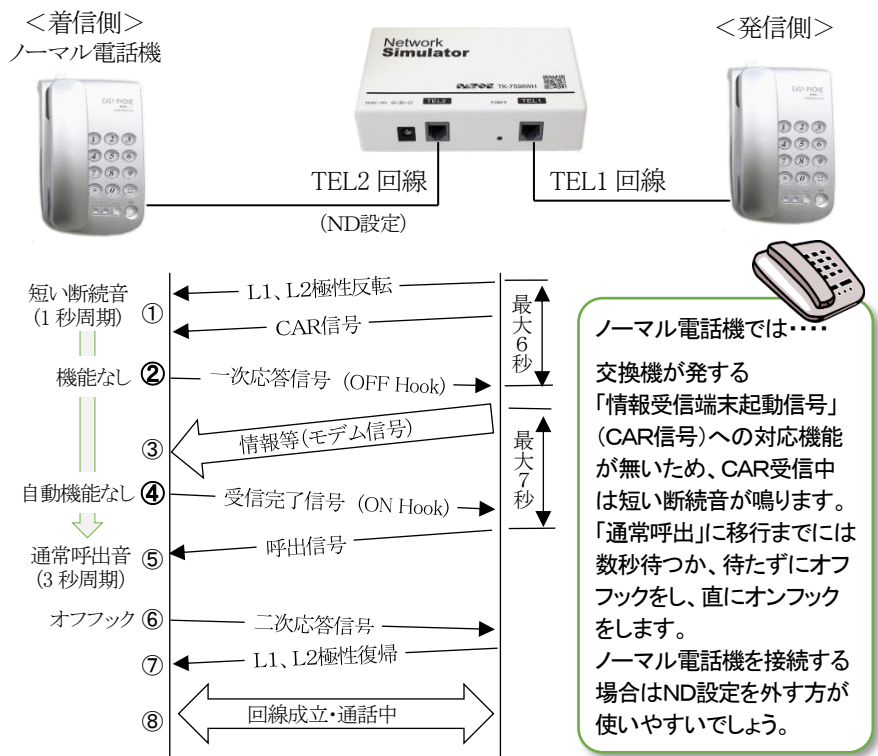 ＜着信側＞
ノーマル電話機
＜発信側＞
Network
Simulator
TK-7598WH
TEL2
POWER
TEL1
EASY PHONE
EASY PHONE
TEL2 回線
(ND設定)
TEL1 回線
短い断続音
(1 秒周期)
①
L1、L2極性反転
CAR信号
最大6秒
機能なし
②
一次応答信号 (OFF Hook)
③
情報等(モデム信号)
最大7秒
自動機能なし
④
受信完了信号 (ON Hook)
通常呼出音
(3 秒周期)
⑤
呼出信号
オフフック
⑥
二次応答信号
⑦
L1、L2極性復帰
⑧
回線成立・通話中
ノーマル電話機では‥‥
交換機が発する
「情報受信端末起動信号」
(CAR信号)への対応機能
が無いため、CAR受信中
は短い断続音が鳴ります。
「通常呼出」に移行までには
数秒待つか、待たずにオフ
フックをし、直にオンフック
をします。
ノーマル電話機を接続する
場合はND設定を外す方が
使いやすいでしょう。